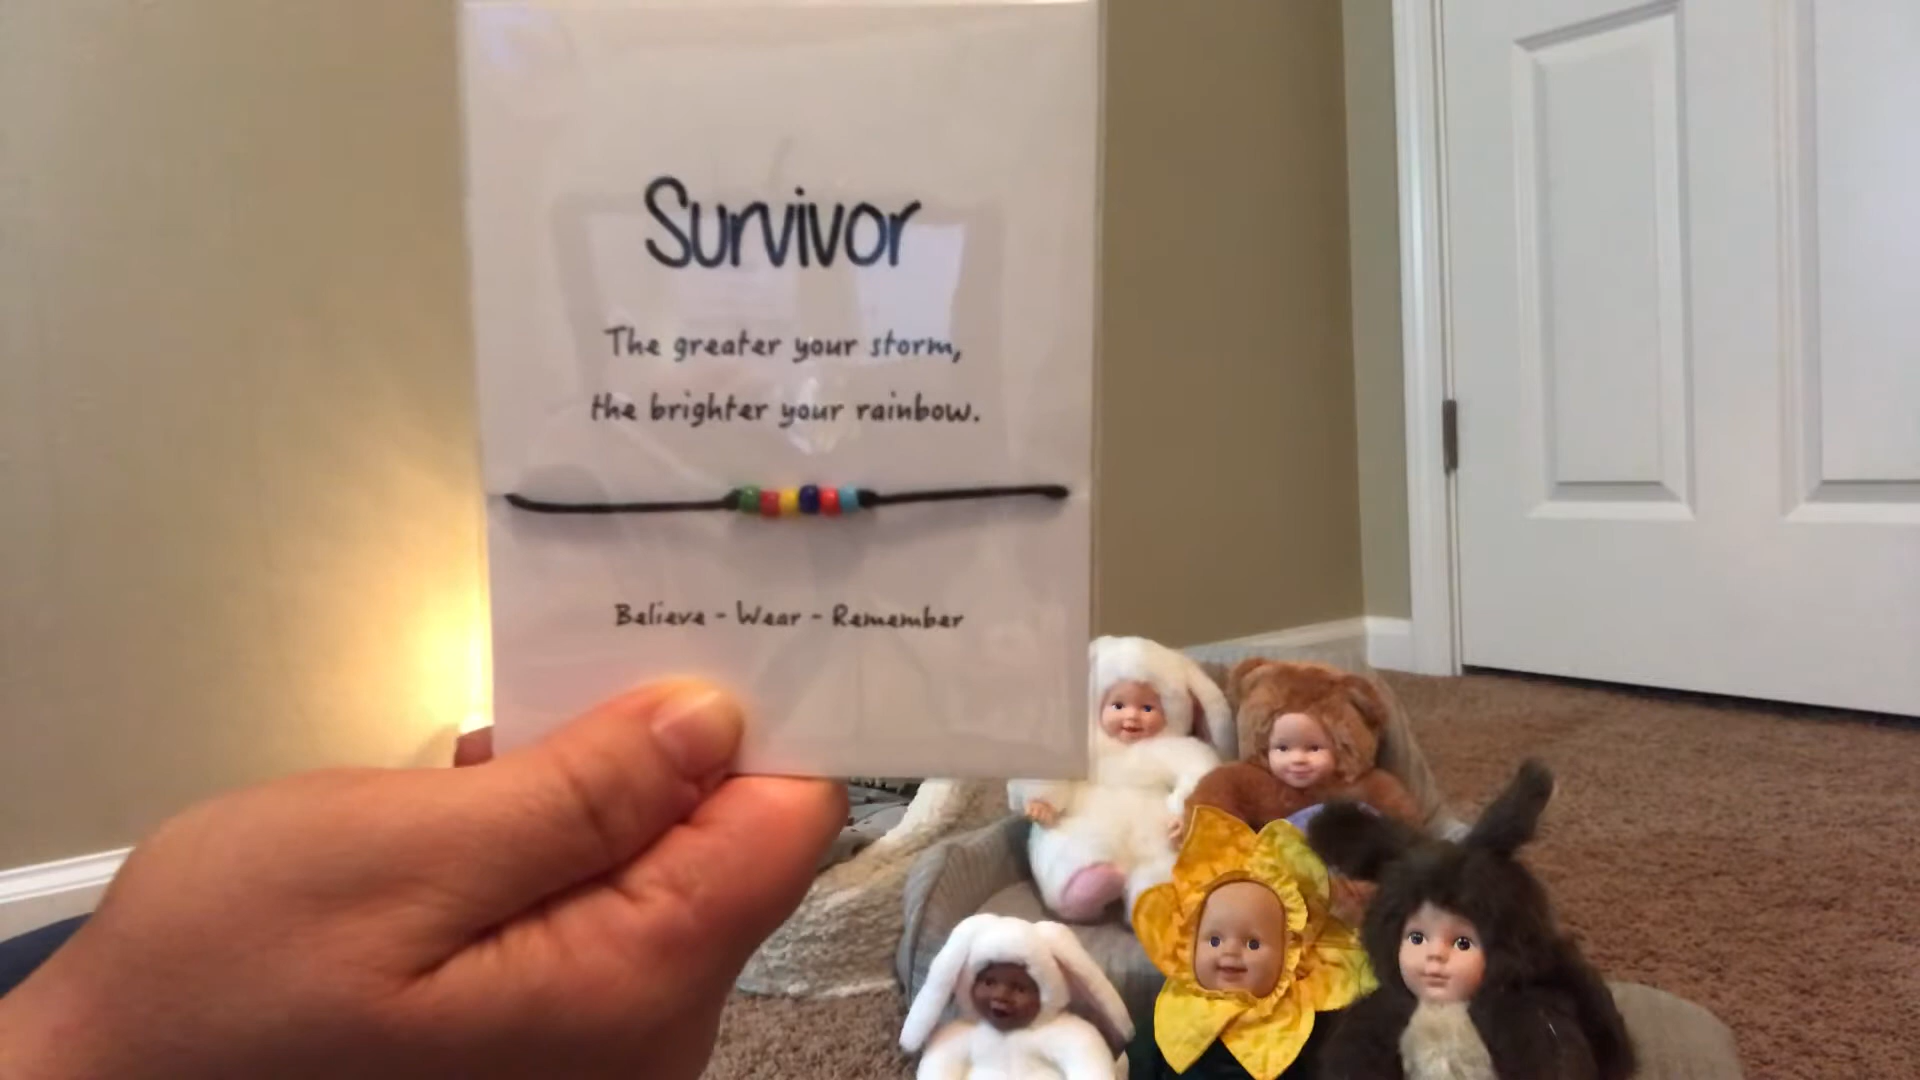 Survivor
The greater your storm,
the brighter your rainbow.
Believe - Wear - Remember